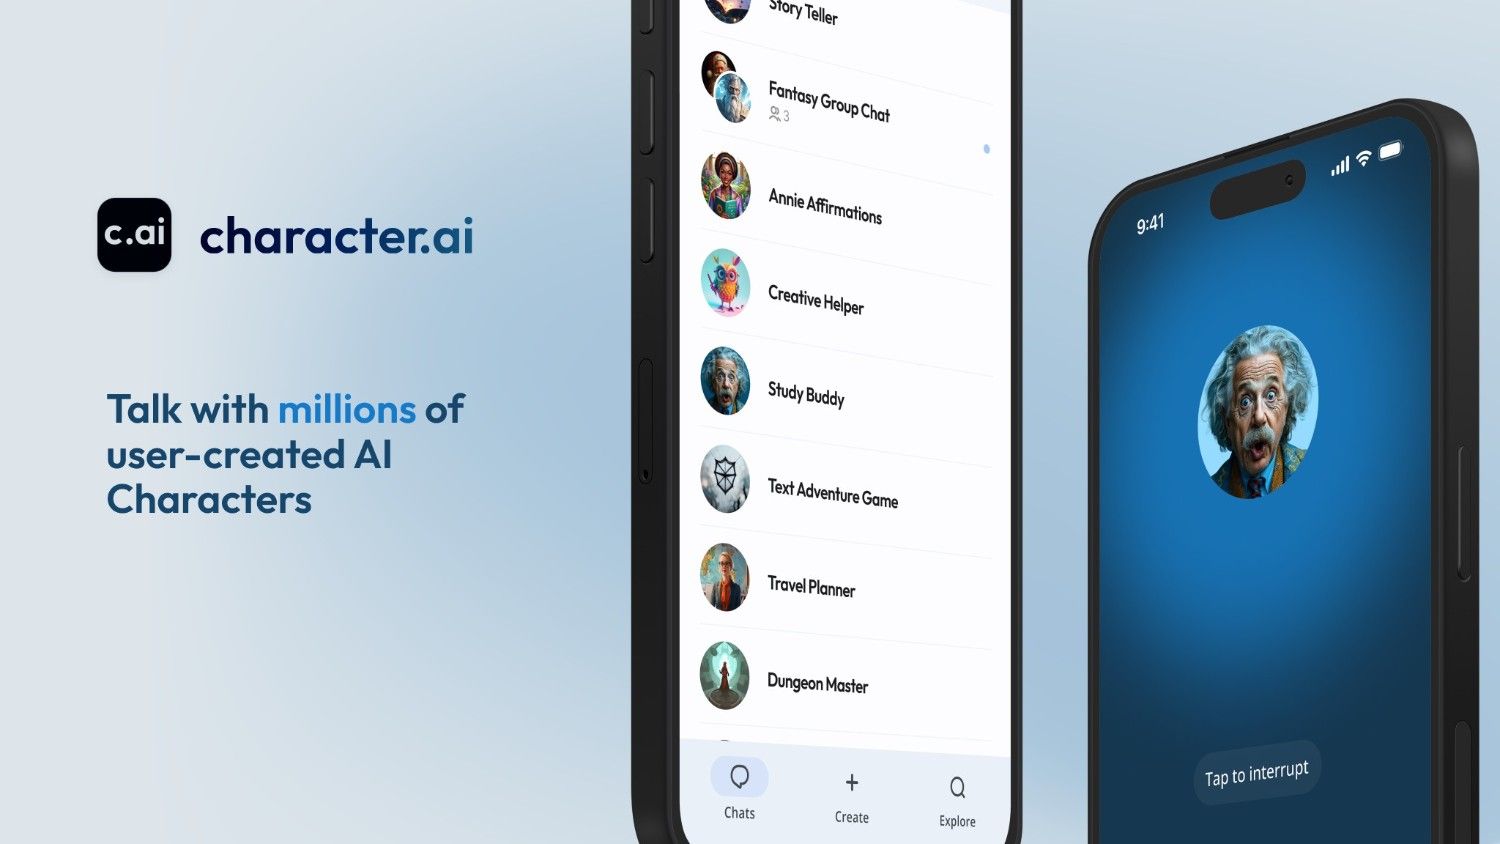 c.ai
character.ai
Talk with millions of
user-created AI
Characters
Story Teller
Fantasy Group Chat
3
Annie Affirmations
Creative Helper
Study Buddy
Text Adventure Game
Travel Planner
Dungeon Master
Chats
Create
Explore
9:41
Tap to interrupt